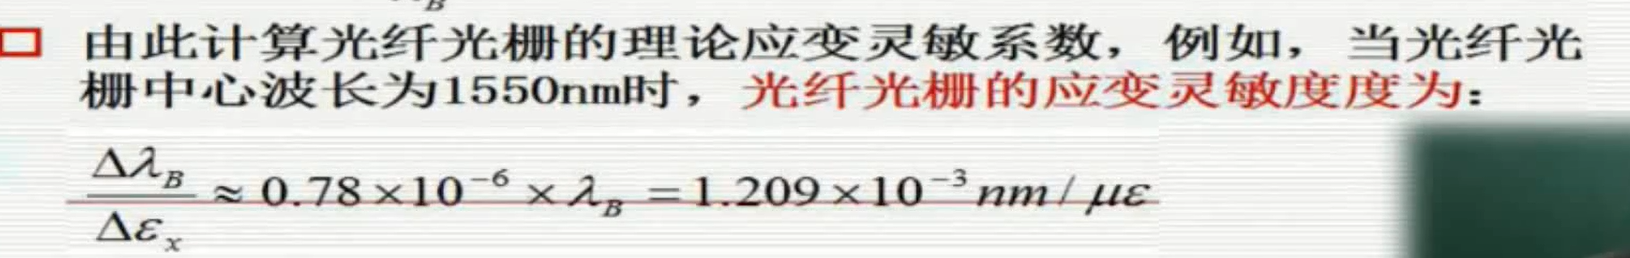 由此计算光纤光栅的理论应变灵敏系数，例如，当光纤光
栅中心波长为1550nm时，光纤光栅的应变灵敏度度为：
Δλ_B / Δε_x ≈ 0.78×10⁻⁶ × λ_B = 1.209×10⁻³ nm / με